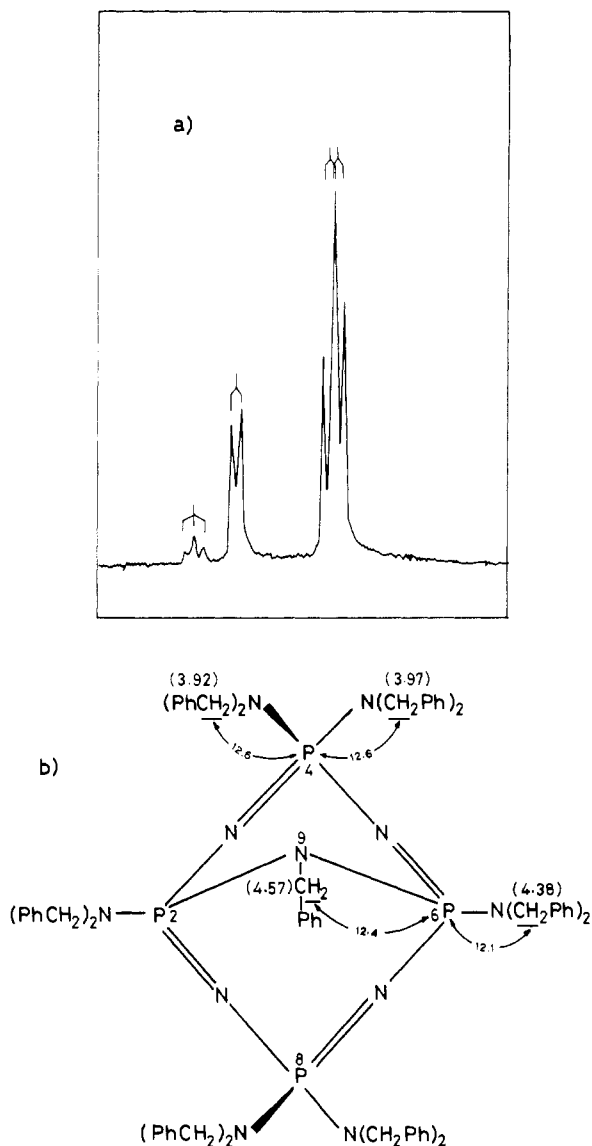 a)
b)
(3.92) (3.97)
(PhCH2)2N N(CH2Ph)2
12.6 12.6
P
4
N N
9
N
(4.57) CH2 (4.38)
(PhCH2)2N P 2 Ph 6 P N(CH2Ph)2
12.4 12.1
N N
8
P
(PhCH2)2N N(CH2Ph)2